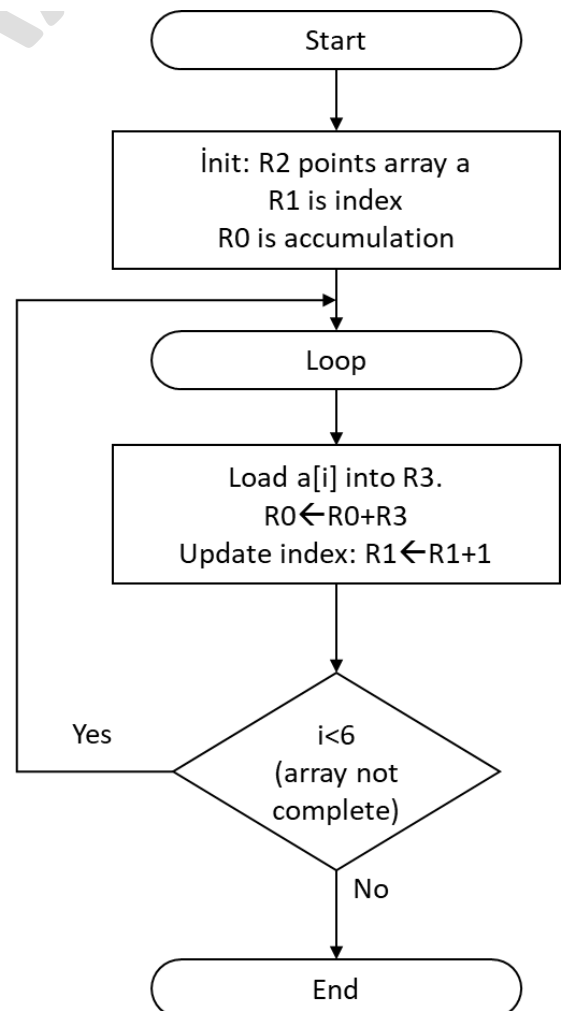 Start
İnit: R2 points array a
R1 is index
R0 is accumulation
Loop
Load a[i] into R3.
R0←R0+R3
Update index: R1←R1+1
i<6
(array not
complete)
Yes
No
End